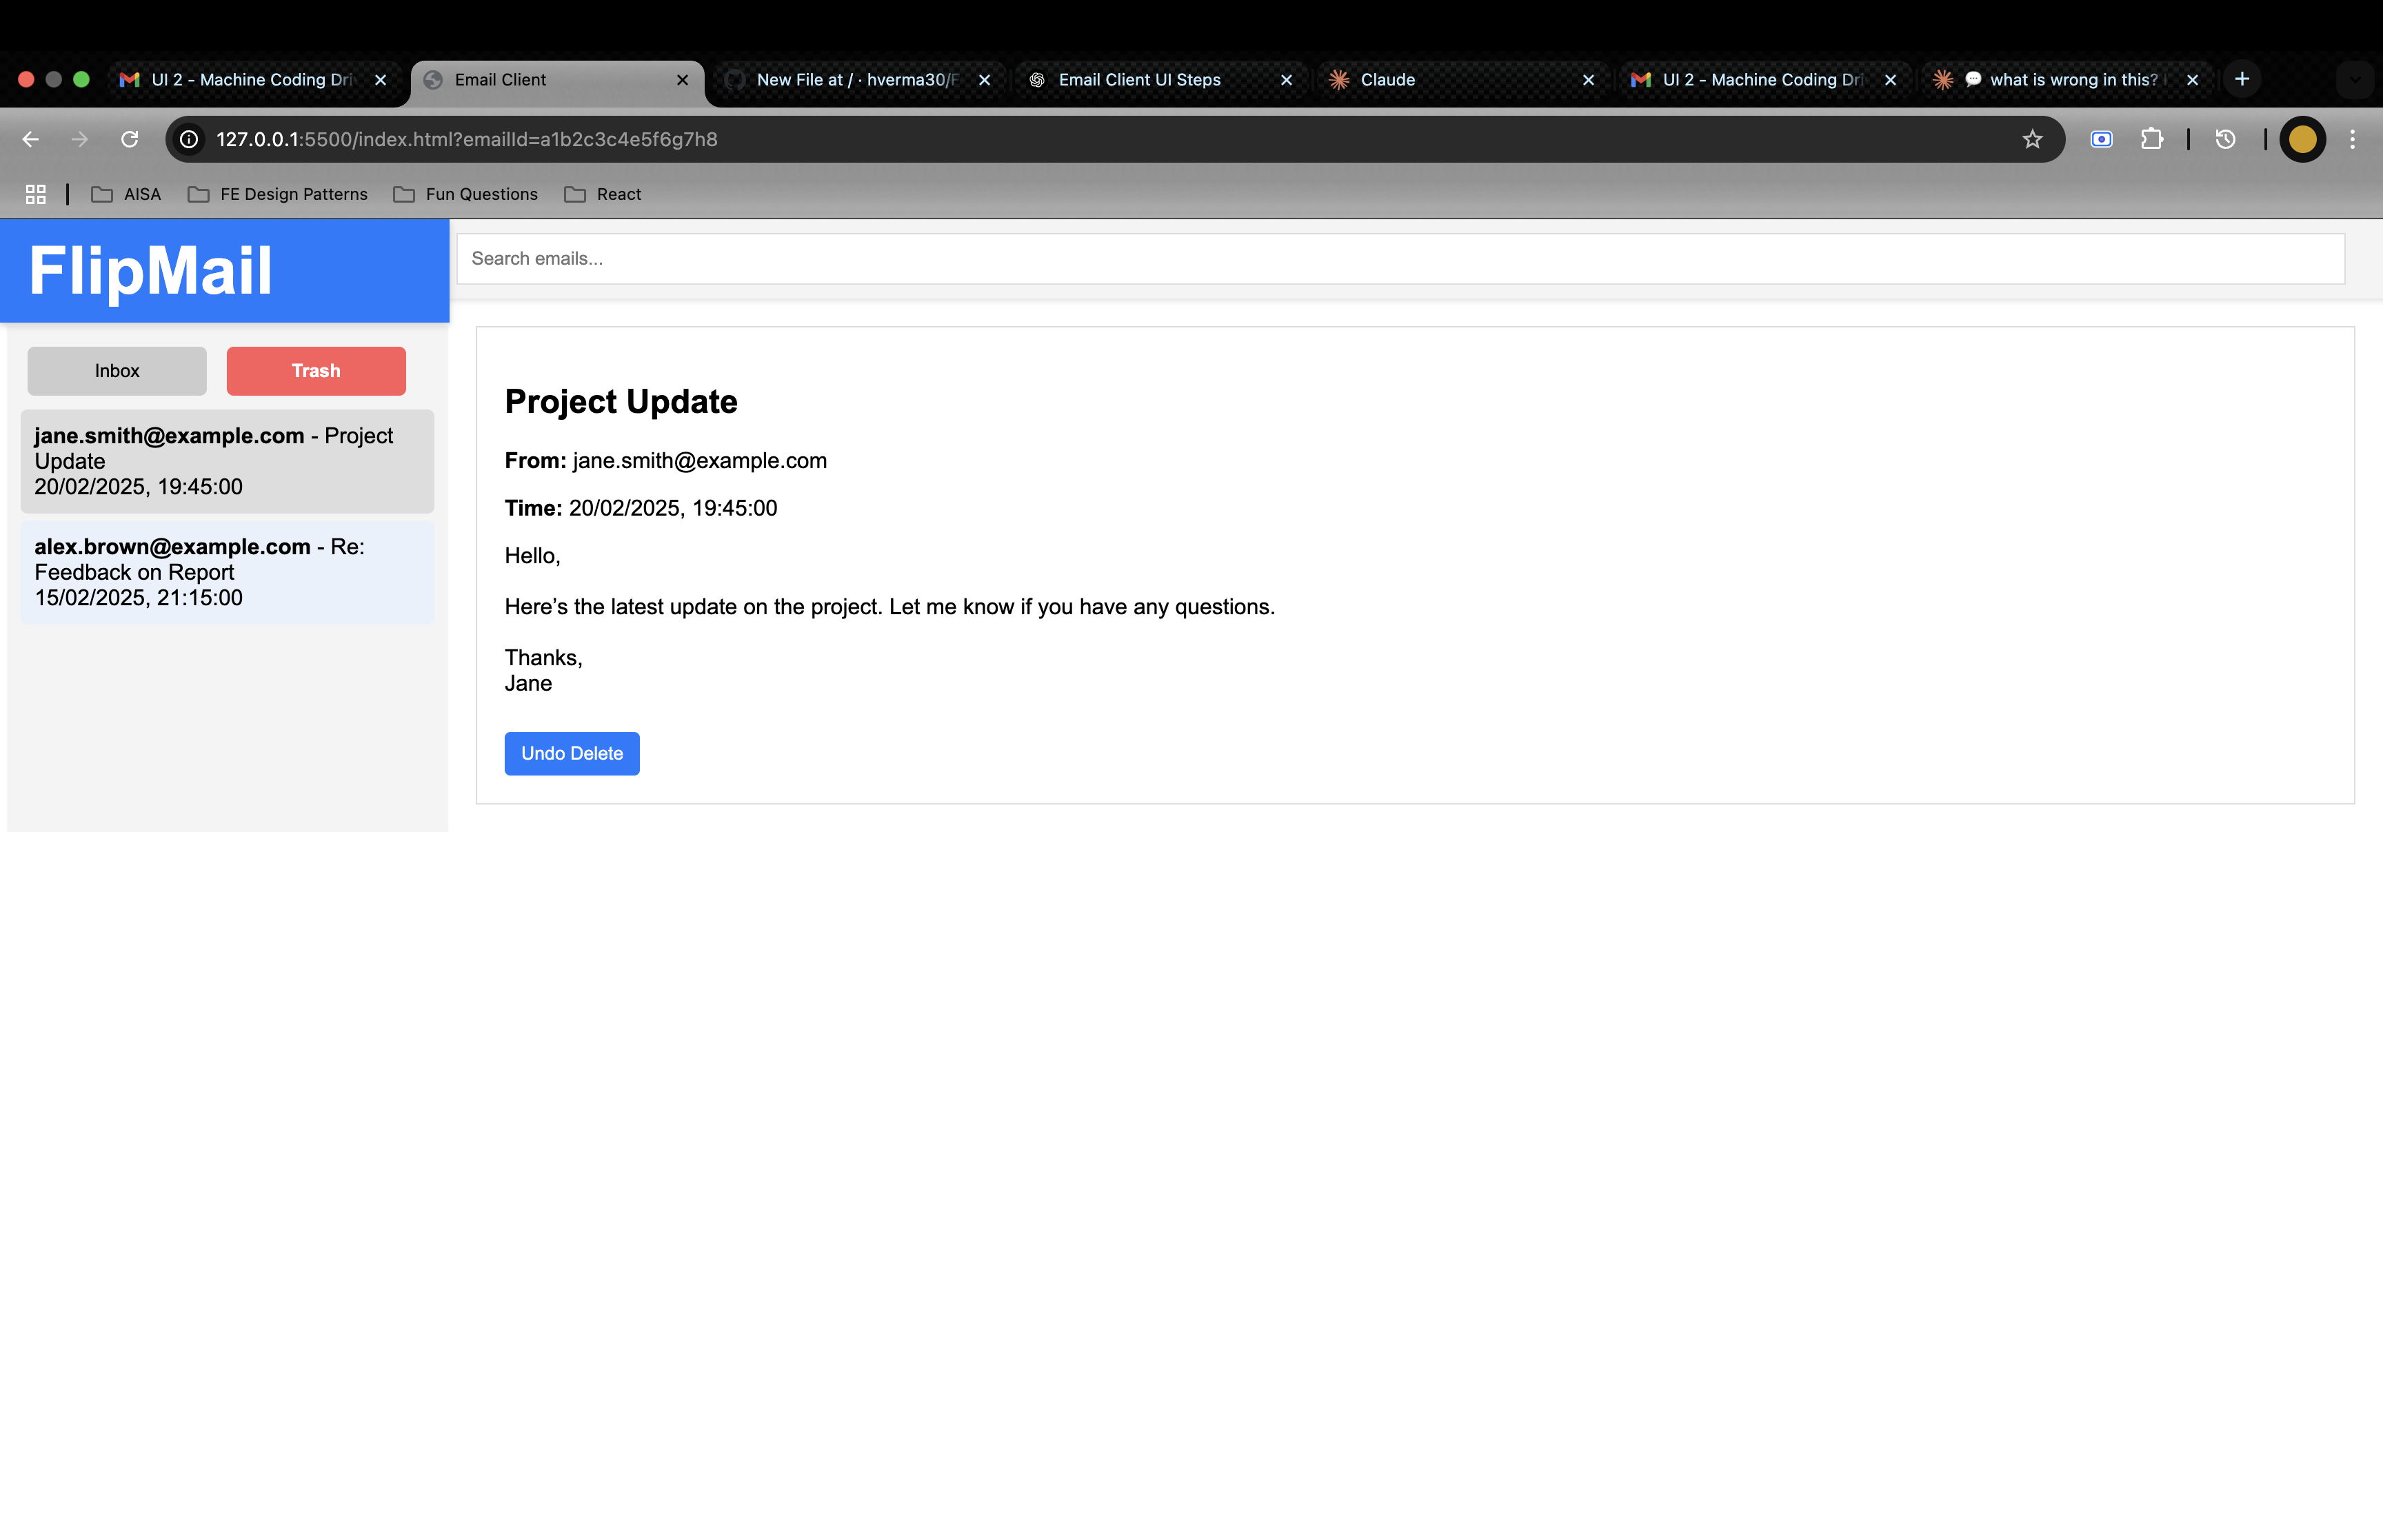 UI 2 - Machine Coding Dri
Email Client
New File at / · hverma30/F
Email Client UI Steps
Claude
UI 2 - Machine Coding Dri
what is wrong in this?
127.0.0.1:5500/index.html?emailId=a1b2c3c4e5f6g7h8
AISA
FE Design Patterns
Fun Questions
React
FlipMail
Search emails...
Inbox
Trash
jane.smith@example.com - Project
Update
20/02/2025, 19:45:00
alex.brown@example.com - Re:
Feedback on Report
15/02/2025, 21:15:00
Project Update
From: jane.smith@example.com
Time: 20/02/2025, 19:45:00
Hello,
Here’s the latest update on the project. Let me know if you have any questions.
Thanks,
Jane
Undo Delete